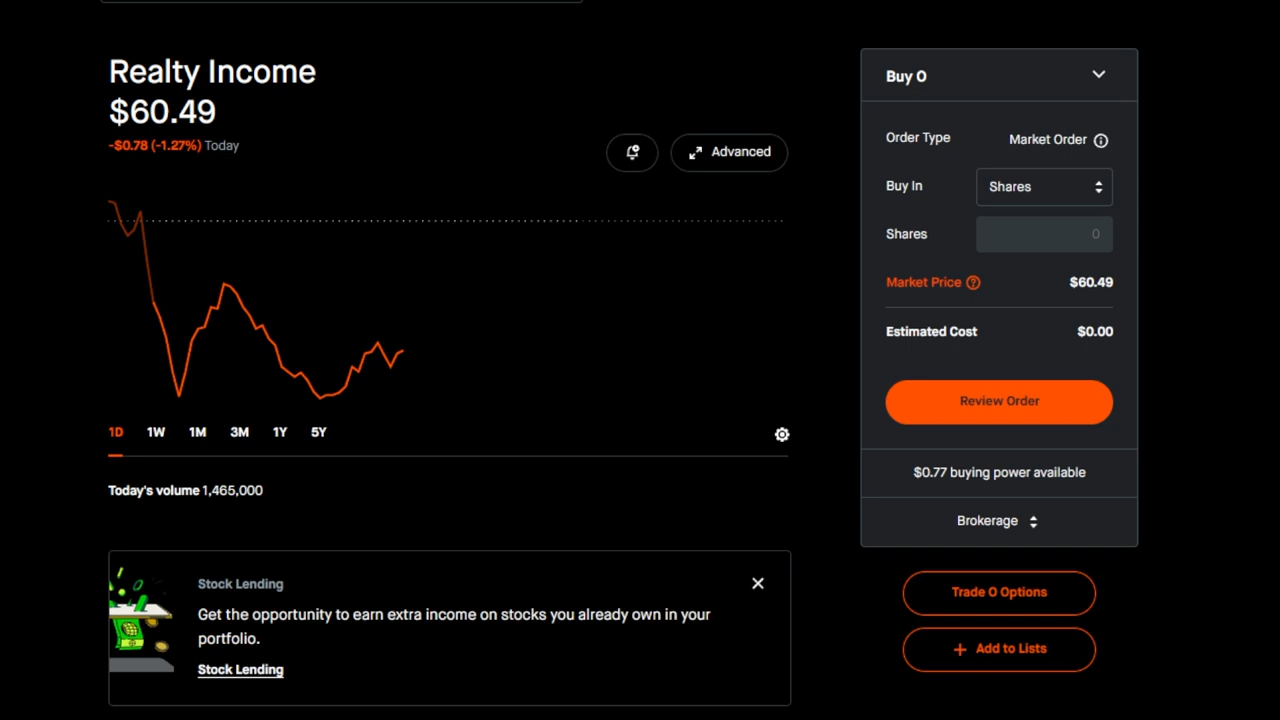 Realty Income
$60.49
-$0.78 (-1.27%) Today
Advanced
1D 1W 1M 3M 1Y 5Y
Today's volume 1,465,000
Stock Lending
Get the opportunity to earn extra income on stocks you already own in your
portfolio.
Stock Lending
Buy O
Order Type Market Order
Buy In Shares
Shares 0
Market Price $60.49
Estimated Cost $0.00
Review Order
$0.77 buying power available
Brokerage
Trade O Options
+ Add to Lists